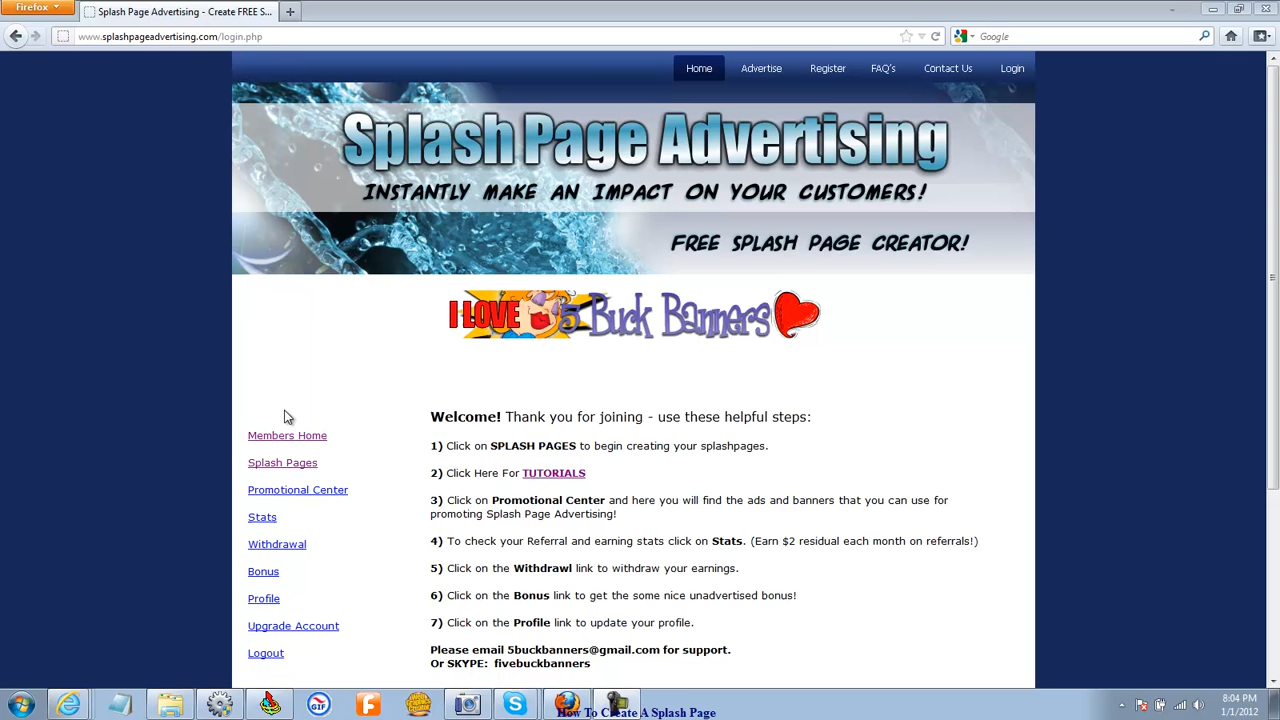 Firefox
Splash Page Advertising - Create FREE S...
www.splashpageadvertising.com/login.php
Google
Home
Advertise
Register
FAQ's
Contact Us
Login
Splash Page Advertising
INSTANTLY MAKE AN IMPACT ON YOUR CUSTOMERS!
FREE SPLASH PAGE CREATOR!
I LOVE 5 Buck Banners
Members Home
Splash Pages
Promotional Center
Stats
Withdrawal
Bonus
Profile
Upgrade Account
Logout
Welcome! Thank you for joining - use these helpful steps:
1) Click on SPLASH PAGES to begin creating your splashpages.
2) Click Here For TUTORIALS
3) Click on Promotional Center and here you will find the ads and banners that you can use for
promoting Splash Page Advertising!
4) To check your Referral and earning stats click on Stats. (Earn $2 residual each month on referrals!)
5) Click on the Withdrawl link to withdraw your earnings.
6) Click on the Bonus link to get the some nice unadvertised bonus!
7) Click on the Profile link to update your profile.
Please email 5buckbanners@gmail.com for support.
Or SKYPE: fivebuckbanners
GIF
How To Create A Splash Page
8:04 PM
1/1/2012